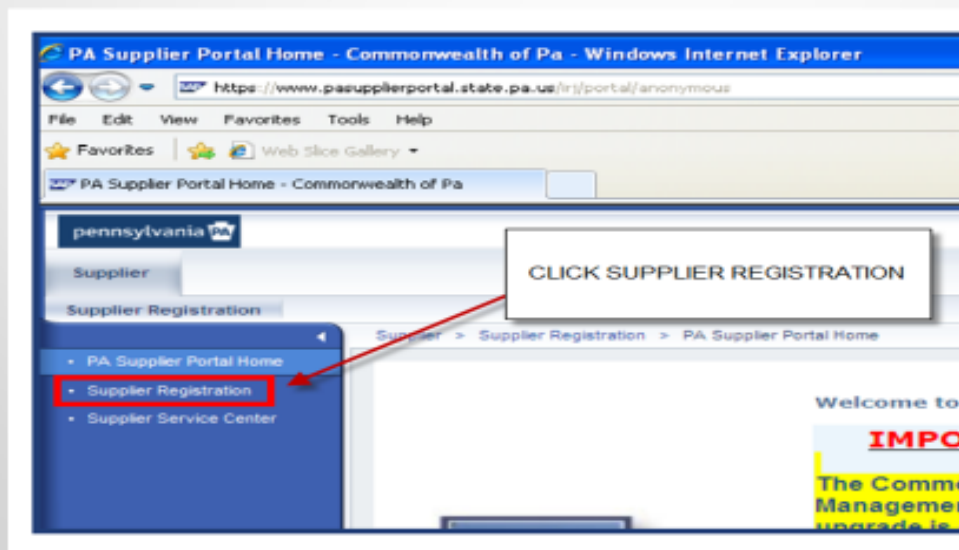 PA Supplier Portal Home - Commonwealth of Pa - Windows Internet Explorer
https://www.pasupplierportal.state.pa.us/irj/portal/anonymous
File Edit View Favorites Tools Help
Favorites Web Slice Gallery
PA Supplier Portal Home - Commonwealth of Pa
pennsylvania PA
Supplier
CLICK SUPPLIER REGISTRATION
Supplier Registration
Supplier > Supplier Registration > PA Supplier Portal Home
• PA Supplier Portal Home
• Supplier Registration
• Supplier Service Center
Welcome to
IMPO
The Comm
Managemen
upgrade is